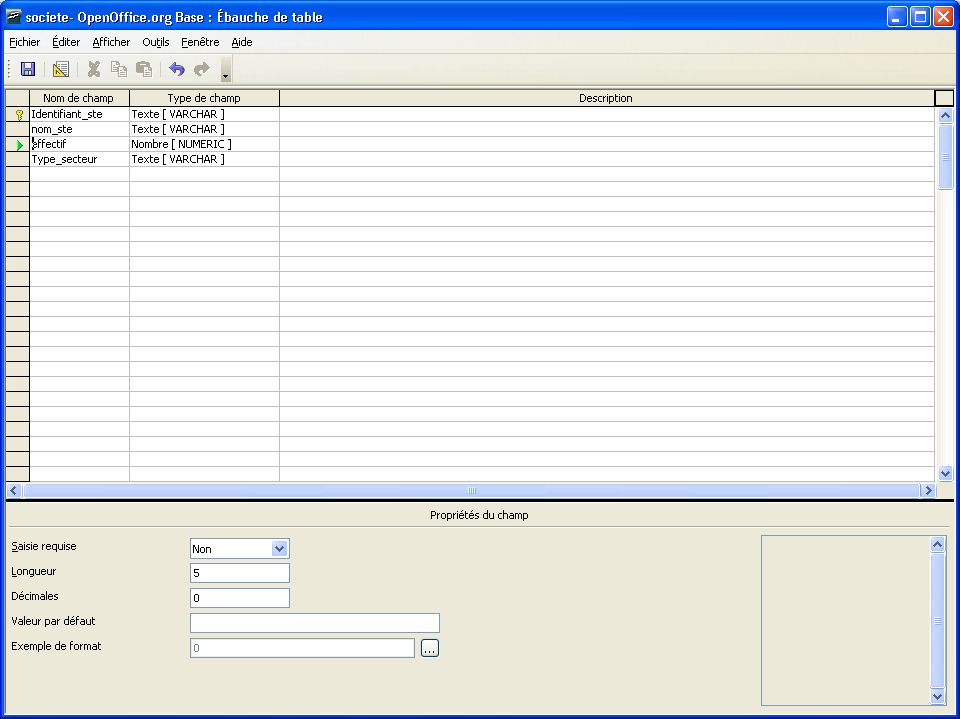 societe- OpenOffice.org Base : Ébauche de table
Fichier Éditer Afficher Outils Fenêtre Aide
Nom de champ Type de champ Description
Identifiant_ste Texte [ VARCHAR ]
nom_ste Texte [ VARCHAR ]
effectif Nombre [ NUMERIC ]
Type_secteur Texte [ VARCHAR ]
Propriétés du champ
Saisie requise Non
Longueur 5
Décimales 0
Valeur par défaut
Exemple de format 0 ...